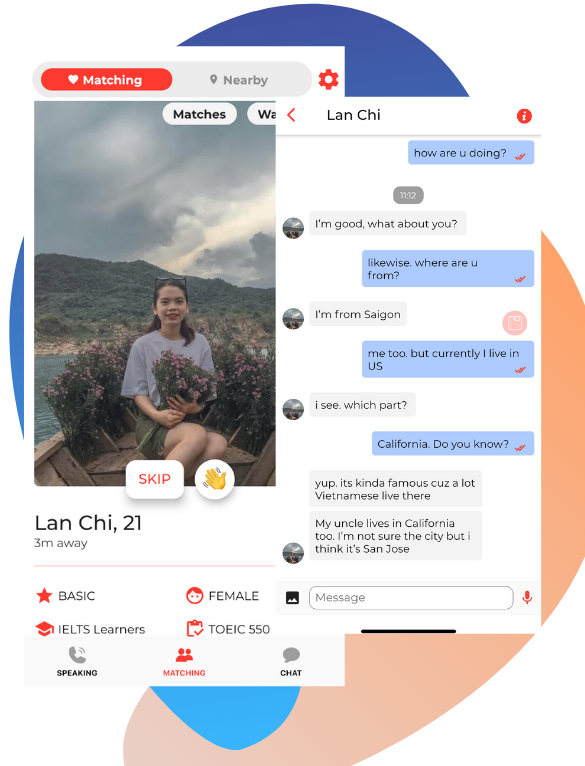 Matching
Nearby
Matches
Wa
SKIP
Lan Chi, 21
3m away
BASIC
FEMALE
IELTS Learners
TOEIC 550
SPEAKING
MATCHING
CHAT
Lan Chi
how are u doing?
11:12
I'm good, what about you?
likewise. where are u
from?
I'm from Saigon
me too. but currently I live in
US
i see. which part?
California. Do you know?
yup. its kinda famous cuz a lot
Vietnamese live there
My uncle lives in California
too. I'm not sure the city but i
think it's San Jose
Message